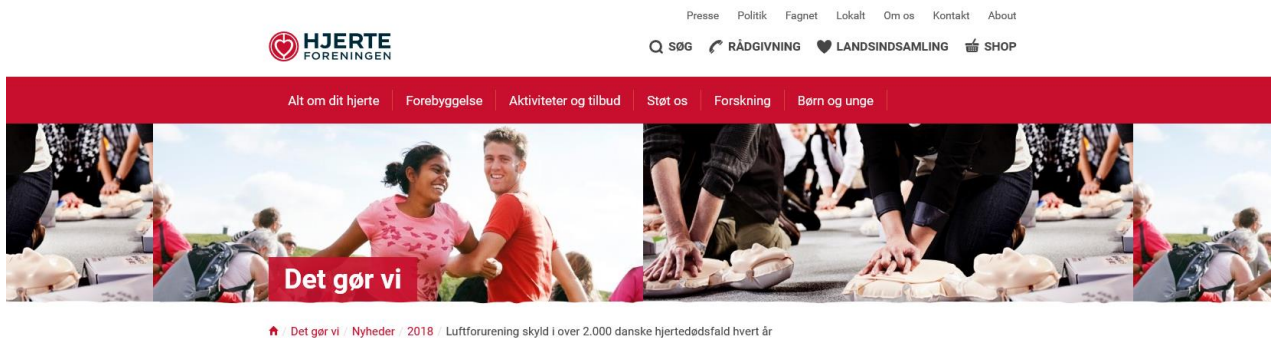 Presse Politik Fagnet Lokalt Om os Kontakt About
HJERTE
FORENINGEN
SØG RÅDGIVNING LANDSINDSAMLING SHOP
Alt om dit hjerte Forebyggelse Aktiviteter og tilbud Støt os Forskning Børn og unge
Det gør vi
/ Det gør vi / Nyheder / 2018 / Luftforurening skyld i over 2.000 danske hjertedødsfald hvert år